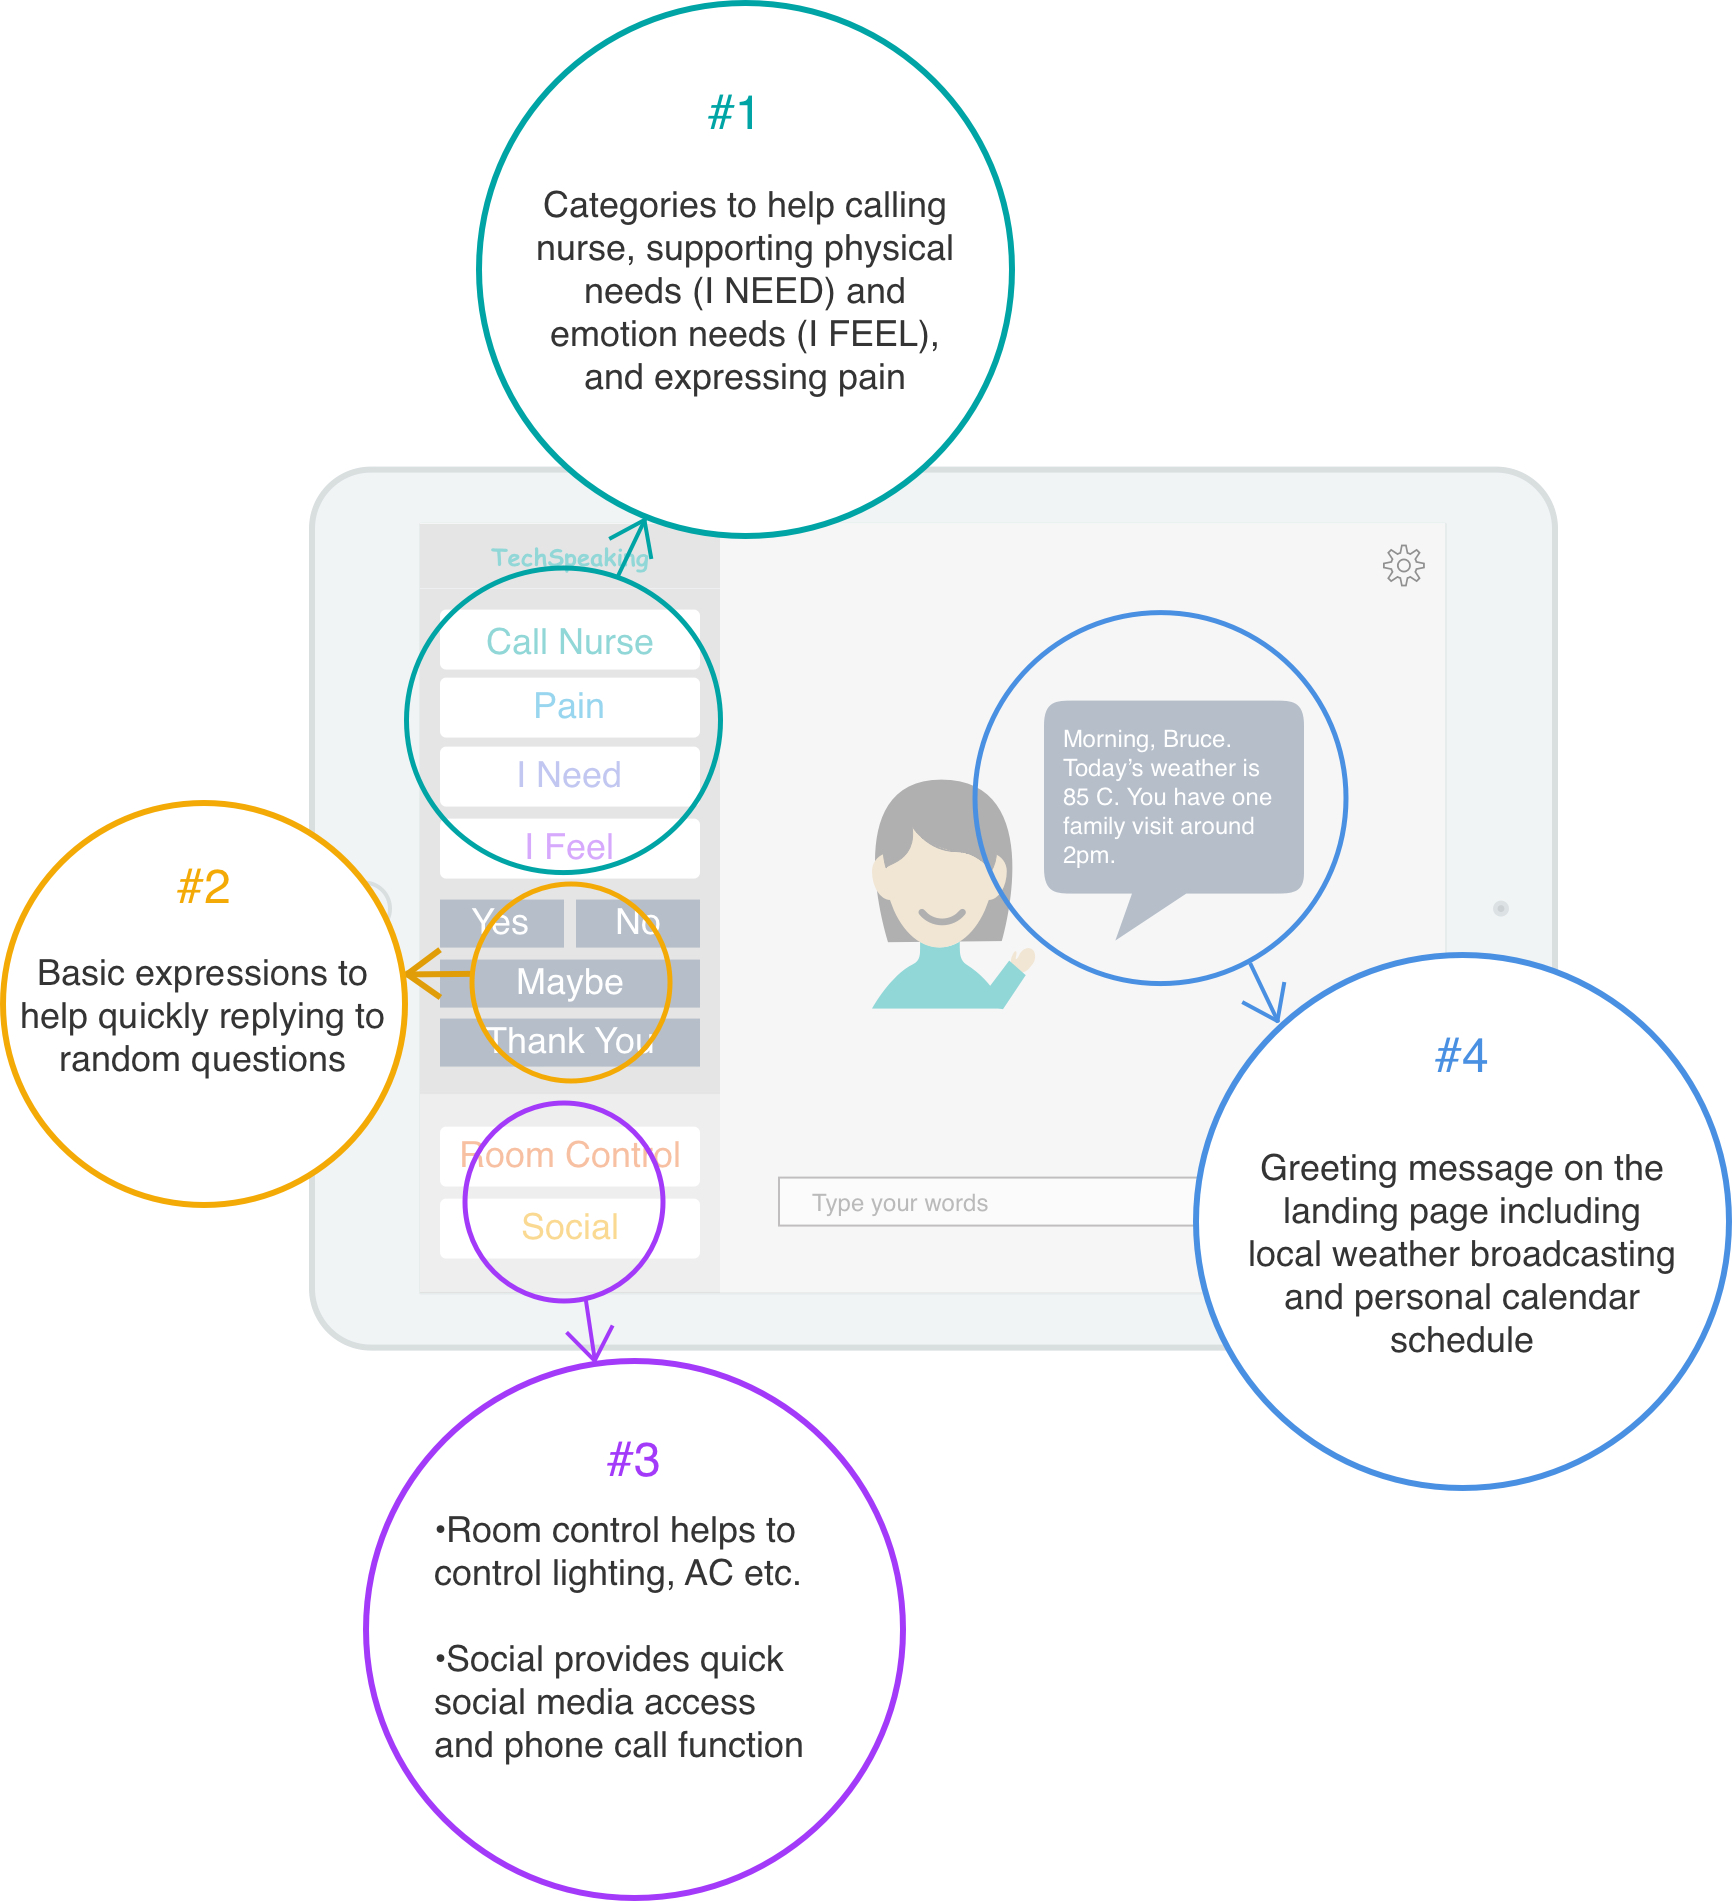 #1
Categories to help calling
nurse, supporting physical
needs (I NEED) and
emotion needs (I FEEL),
and expressing pain
TechSpeaking
Call Nurse
Pain
I Need
I Feel
Yes
No
Maybe
Thank You
Room Control
Social
Morning, Bruce.
Today’s weather is
85 C. You have one
family visit around
2pm.
Type your words
#2
Basic expressions to
help quickly replying to
random questions
#4
Greeting message on the
landing page including
local weather broadcasting
and personal calendar
schedule
#3
•Room control helps to
control lighting, AC etc.
•Social provides quick
social media access
and phone call function